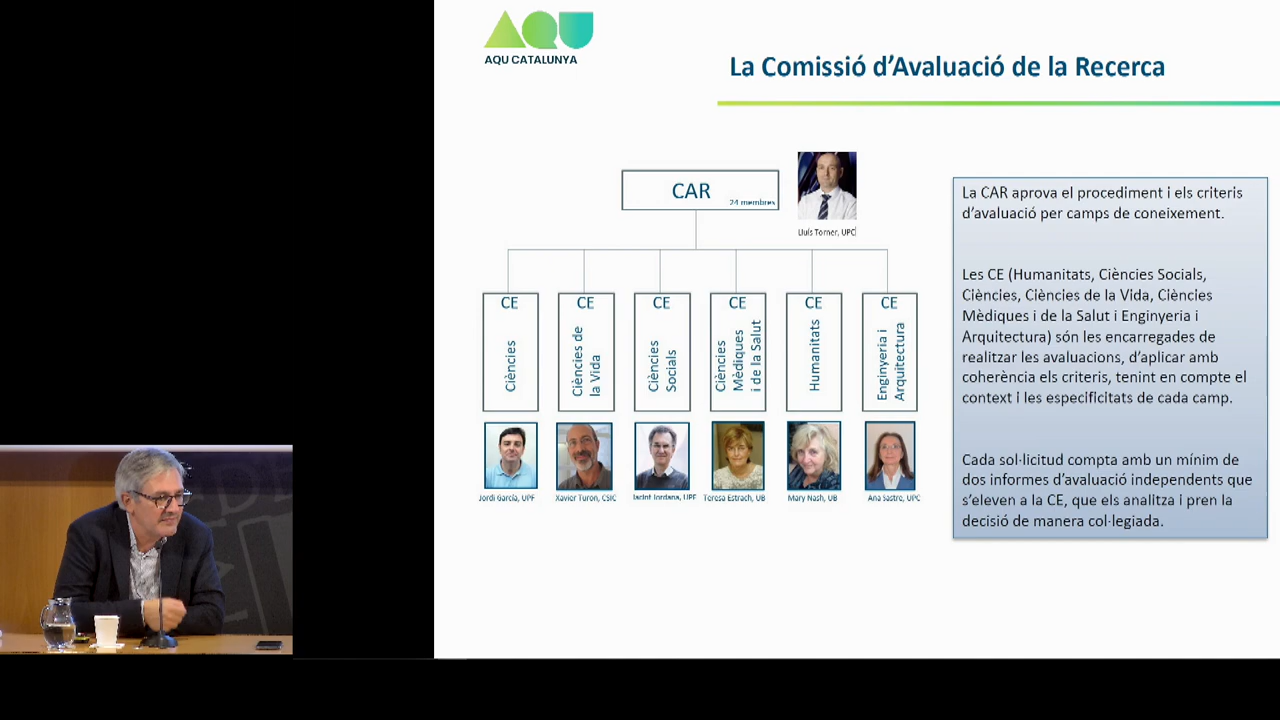 AQU
AQU CATALUNYA
La Comissió d'Avaluació de la Recerca
CAR
24 membres
Lluís Torner, UPC
CE
Ciències
CE
Ciències de
la Vida
CE
Ciències
Socials
CE
Ciències
Mèdiques
i de la Salut
CE
Humanitats
CE
Enginyeria i
Arquitectura
Jordi García, UPF
Xavier Turon, CSIC
Jacint Jordana, UPF
Teresa Estrach, UB
Mary Nash, UB
Ana Sastre, UPC
La CAR aprova el procediment i els criteris
d'avaluació per camps de coneixement.
Les CE (Humanitats, Ciències Socials,
Ciències, Ciències de la Vida, Ciències
Mèdiques i de la Salut i Enginyeria i
Arquitectura) són les encarregades de
realitzar les avaluacions, d'aplicar amb
coherència els criteris, tenint en compte el
context i les especificitats de cada camp.
Cada sol·licitud compta amb un mínim de
dos informes d'avaluació independents que
s'eleven a la CE, que els analitza i pren la
decisió de manera col·legiada.